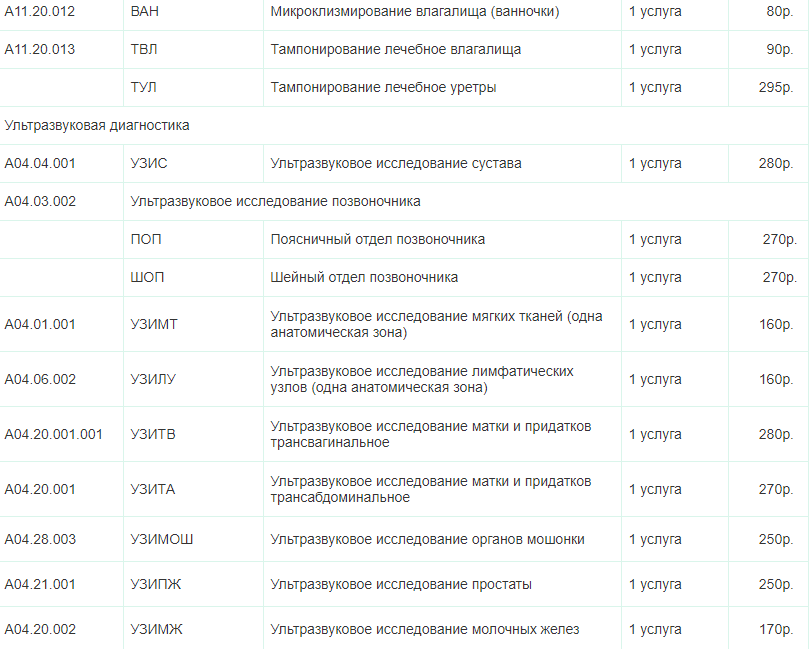 A11.20.012 ВАН Микроклизмирование влагалища (ванночки) 1 услуга 80р.
A11.20.013 ТВЛ Тампонирование лечебное влагалища 1 услуга 90р.
ТУЛ Тампонирование лечебное уретры 1 услуга 295р.
Ультразвуковая диагностика
A04.04.001 УЗИС Ультразвуковое исследование сустава 1 услуга 280р.
A04.03.002 Ультразвуковое исследование позвоночника
ПОП Поясничный отдел позвоночника 1 услуга 270р.
ШОП Шейный отдел позвоночника 1 услуга 270р.
A04.01.001 УЗИМТ Ультразвуковое исследование мягких тканей (одна
анатомическая зона) 1 услуга 160р.
A04.06.002 УЗИЛУ Ультразвуковое исследование лимфатических
узлов (одна анатомическая зона) 1 услуга 160р.
A04.20.001.001 УЗИТВ Ультразвуковое исследование матки и придатков
трансвагинальное 1 услуга 280р.
A04.20.001 УЗИТА Ультразвуковое исследование матки и придатков
трансабдоминальное 1 услуга 270р.
A04.28.003 УЗИМОШ Ультразвуковое исследование органов мошонки 1 услуга 250р.
A04.21.001 УЗИПЖ Ультразвуковое исследование простаты 1 услуга 250р.
A04.20.002 УЗИМЖ Ультразвуковое исследование молочных желез 1 услуга 170р.